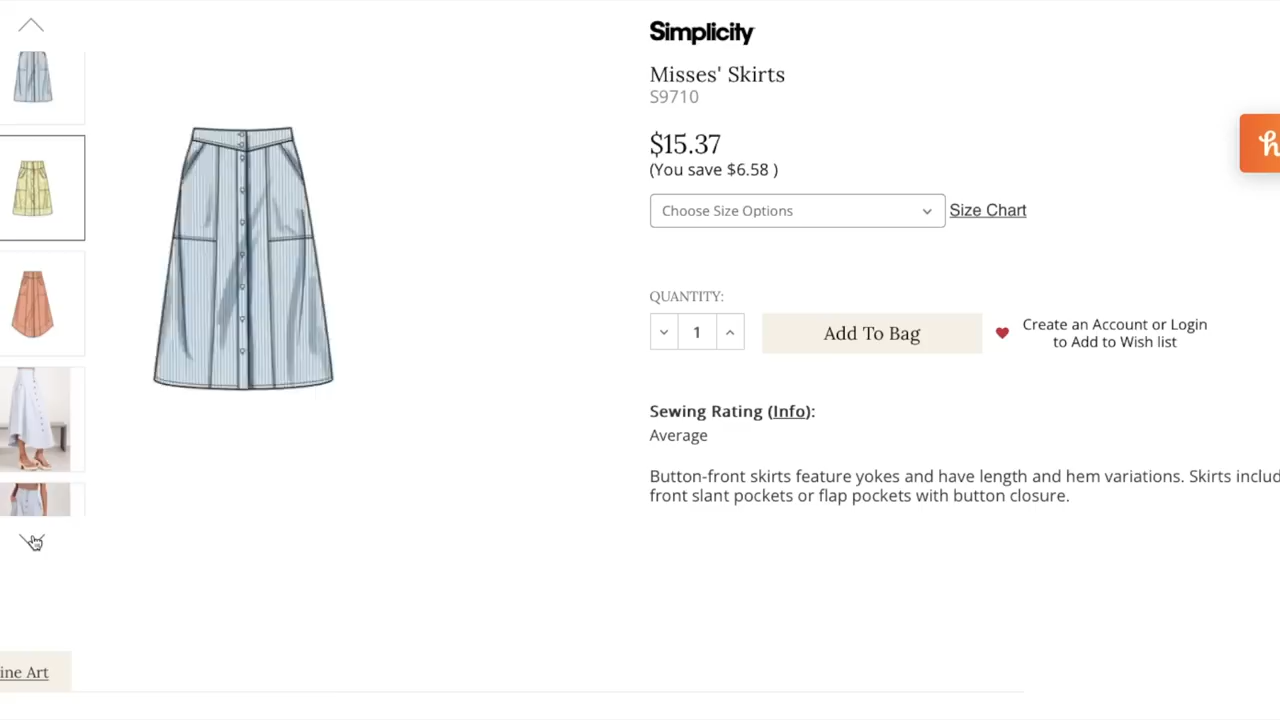 Simplicity
Misses' Skirts
S9710
$15.37
(You save $6.58 )
Choose Size Options
Size Chart
QUANTITY:
1
Add To Bag
Create an Account or Login
to Add to Wish list
Sewing Rating (Info):
Average
Button-front skirts feature yokes and have length and hem variations. Skirts includ
front slant pockets or flap pockets with button closure.
ine Art